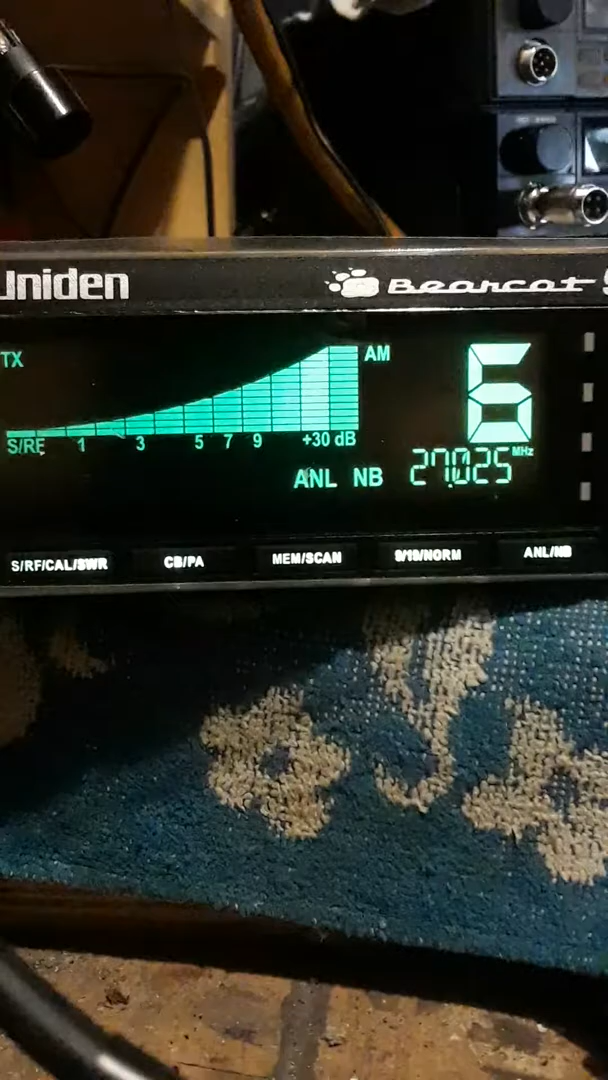 Uniden Bearcat
TX AM 6
S/RF 1 3 5 7 9 +30 dB
ANL NB 27.025 MHz
S/RF/CAL/SWR CB/PA MEM/SCAN 9/19/NORM ANL/NB